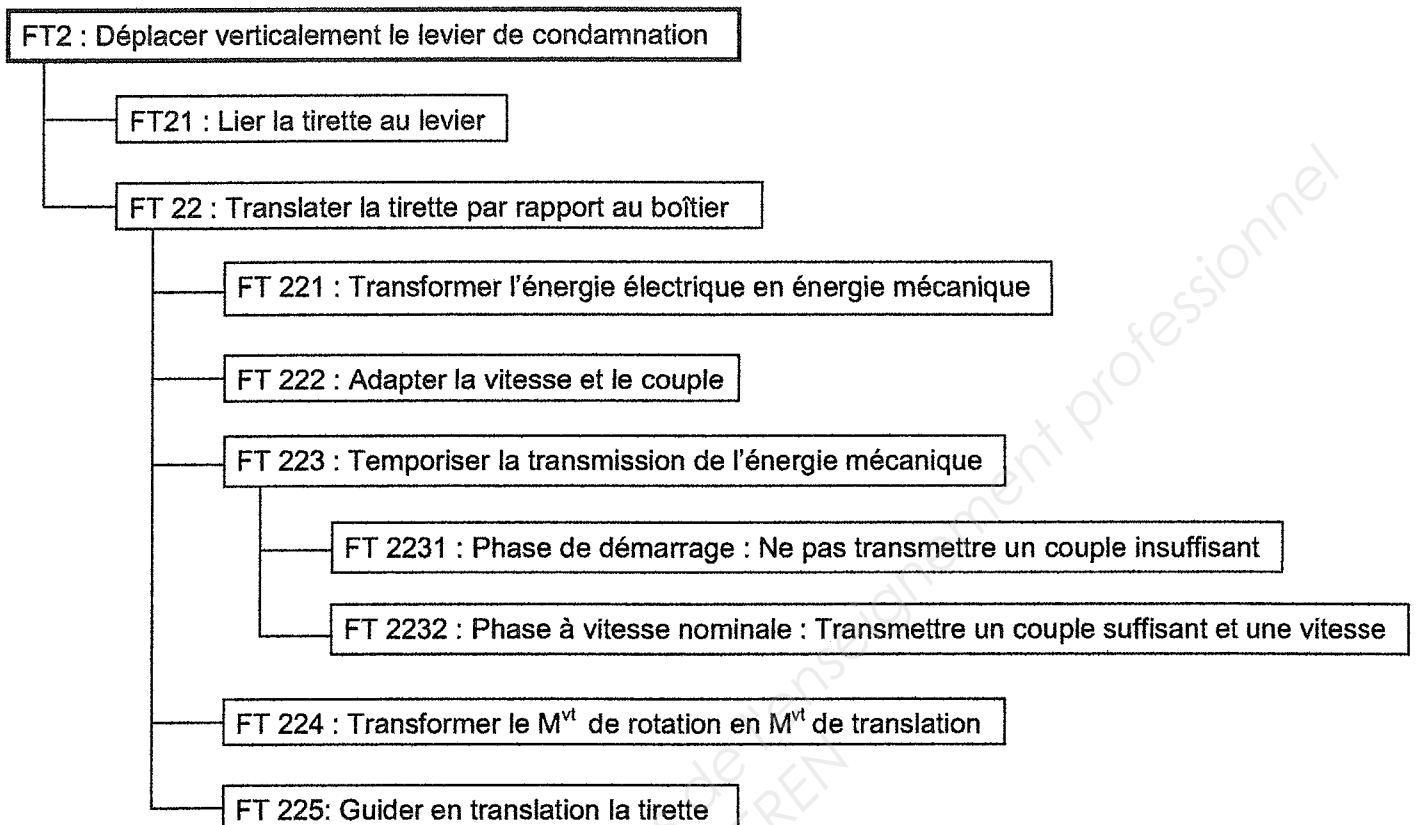 FT2 : Déplacer verticalement le levier de condamnation
FT21 : Lier la tirette au levier
FT 22 : Translater la tirette par rapport au boîtier
FT 221 : Transformer l'énergie électrique en énergie mécanique
FT 222 : Adapter la vitesse et le couple
FT 223 : Temporiser la transmission de l'énergie mécanique
FT 2231 : Phase de démarrage : Ne pas transmettre un couple insuffisant
FT 2232 : Phase à vitesse nominale : Transmettre un couple suffisant et une vitesse
FT 224 : Transformer le Mvt de rotation en Mvt de translation
FT 225: Guider en translation la tirette
de l'enseignement professionnel